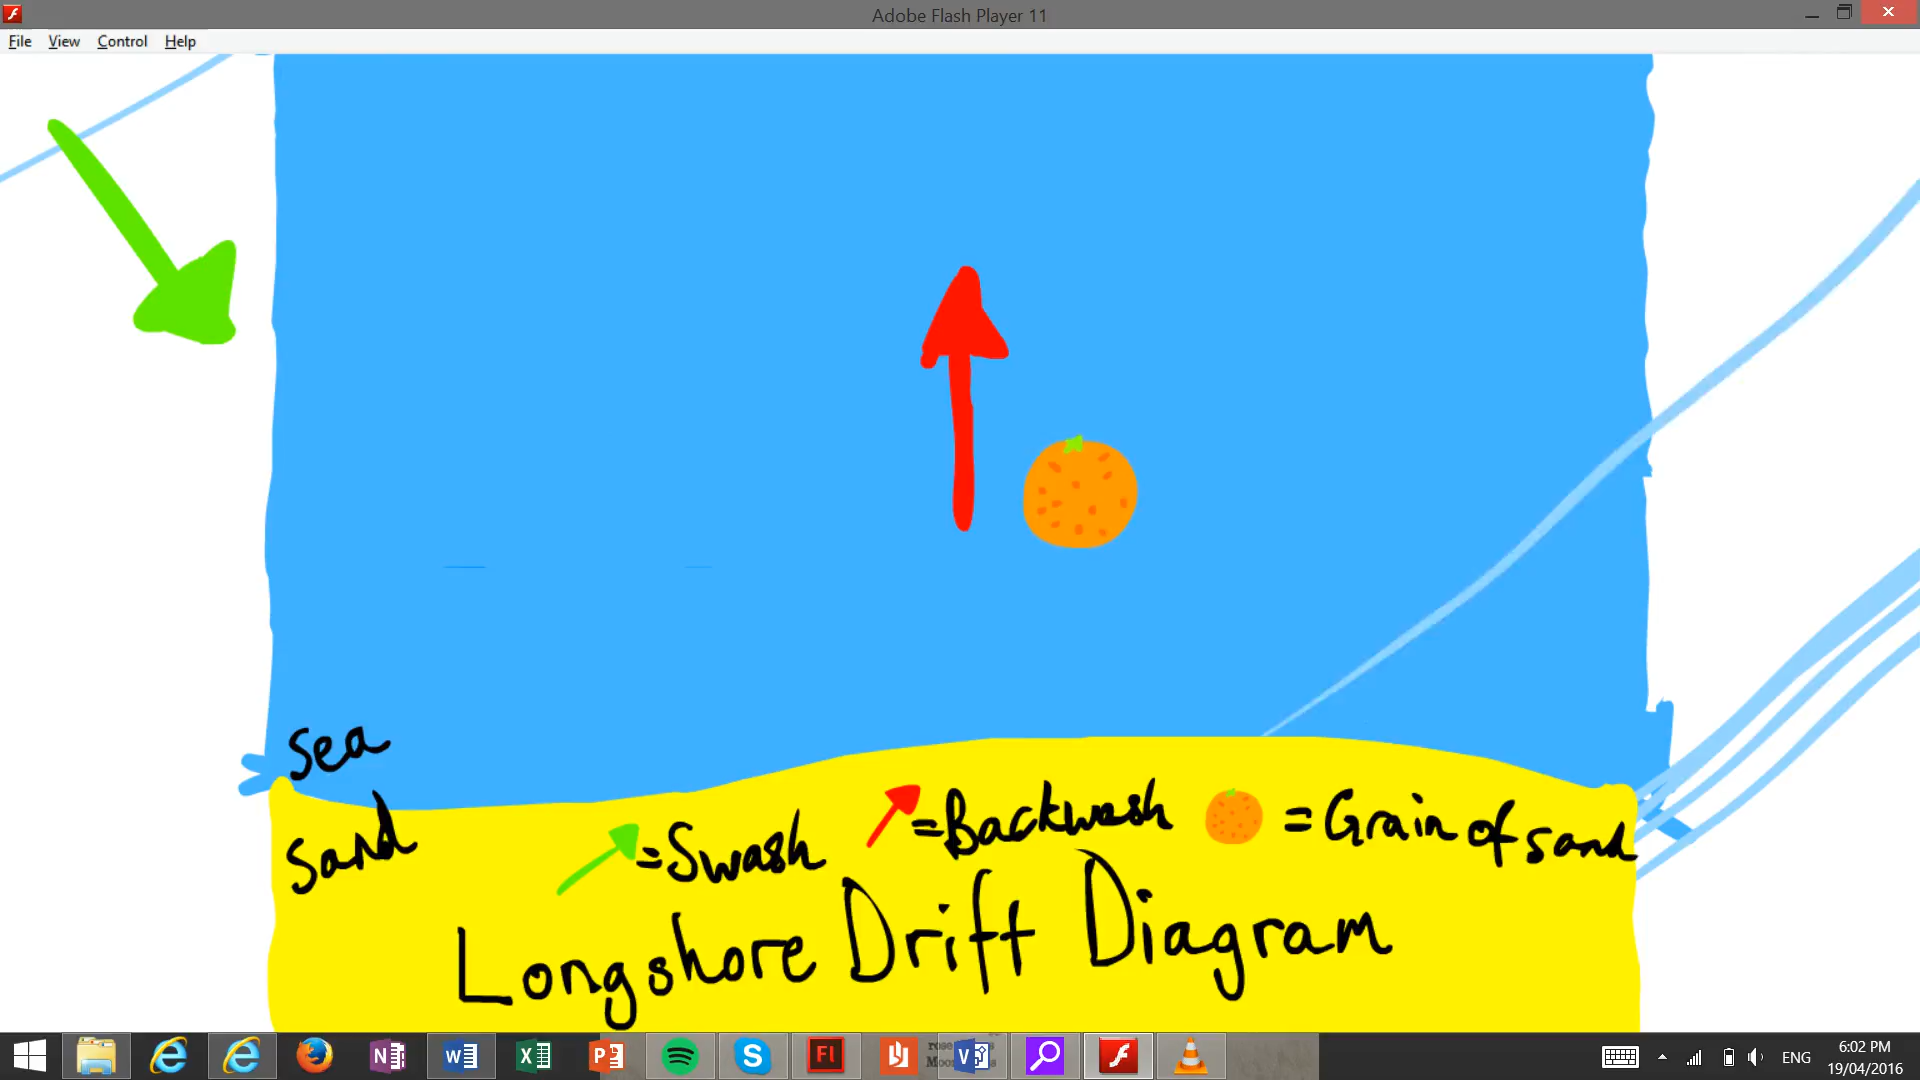 Adobe Flash Player 11
File View Control Help
Sea
Sand
=Swash
=Backwash
=Grain of sand
Longshore Drift Diagram
ENG
6:02 PM
19/04/2016